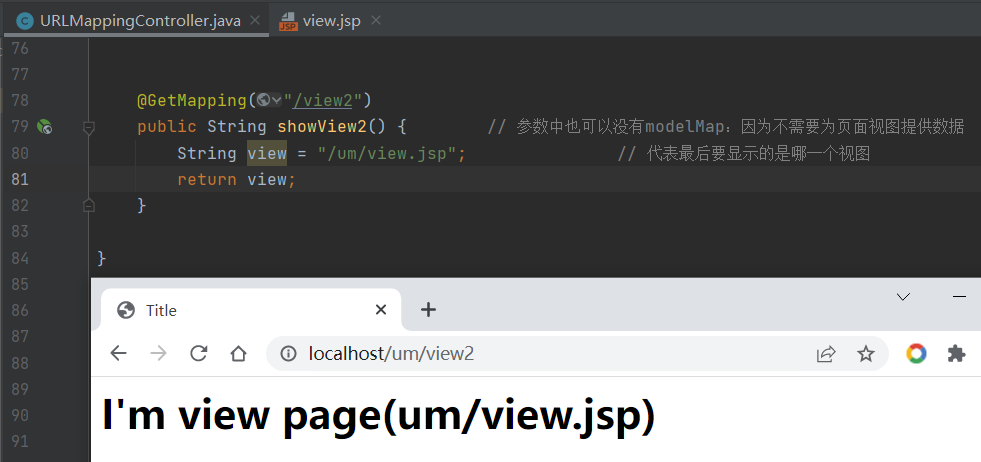 URLMappingController.java view.jsp
76
77
78 @GetMapping("/view2")
79 public String showView2() { // 参数中也可以没有modelMap：因为不需要为页面视图提供数据
80 String view = "/um/view.jsp"; // 代表最后要显示的是哪一个视图
81 return view;
82 }
83
84 }
85
86
87
88
89
90
91
Title
localhost/um/view2
I'm view page(um/view.jsp)